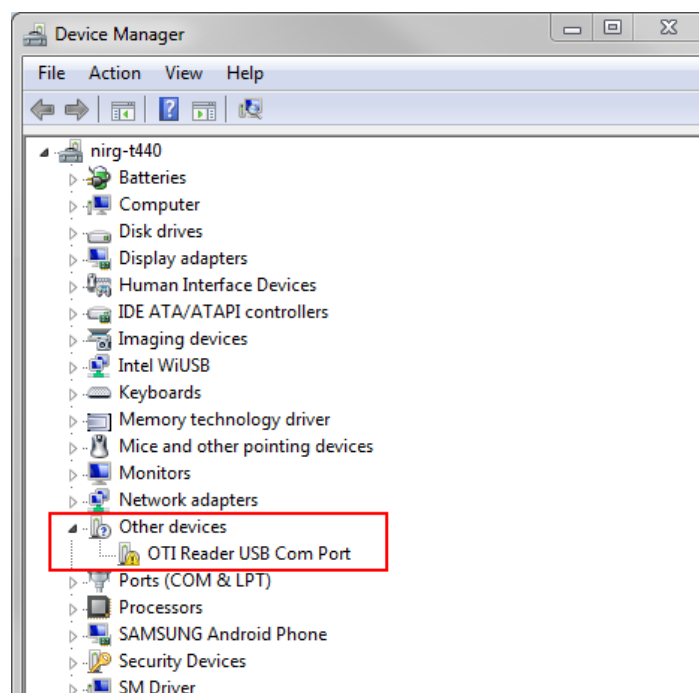 Device Manager
File Action View Help
nirg-t440
Batteries
Computer
Disk drives
Display adapters
Human Interface Devices
IDE ATA/ATAPI controllers
Imaging devices
Intel WiUSB
Keyboards
Memory technology driver
Mice and other pointing devices
Monitors
Network adapters
Other devices
OTI Reader USB Com Port
Ports (COM & LPT)
Processors
SAMSUNG Android Phone
Security Devices
SM Driver